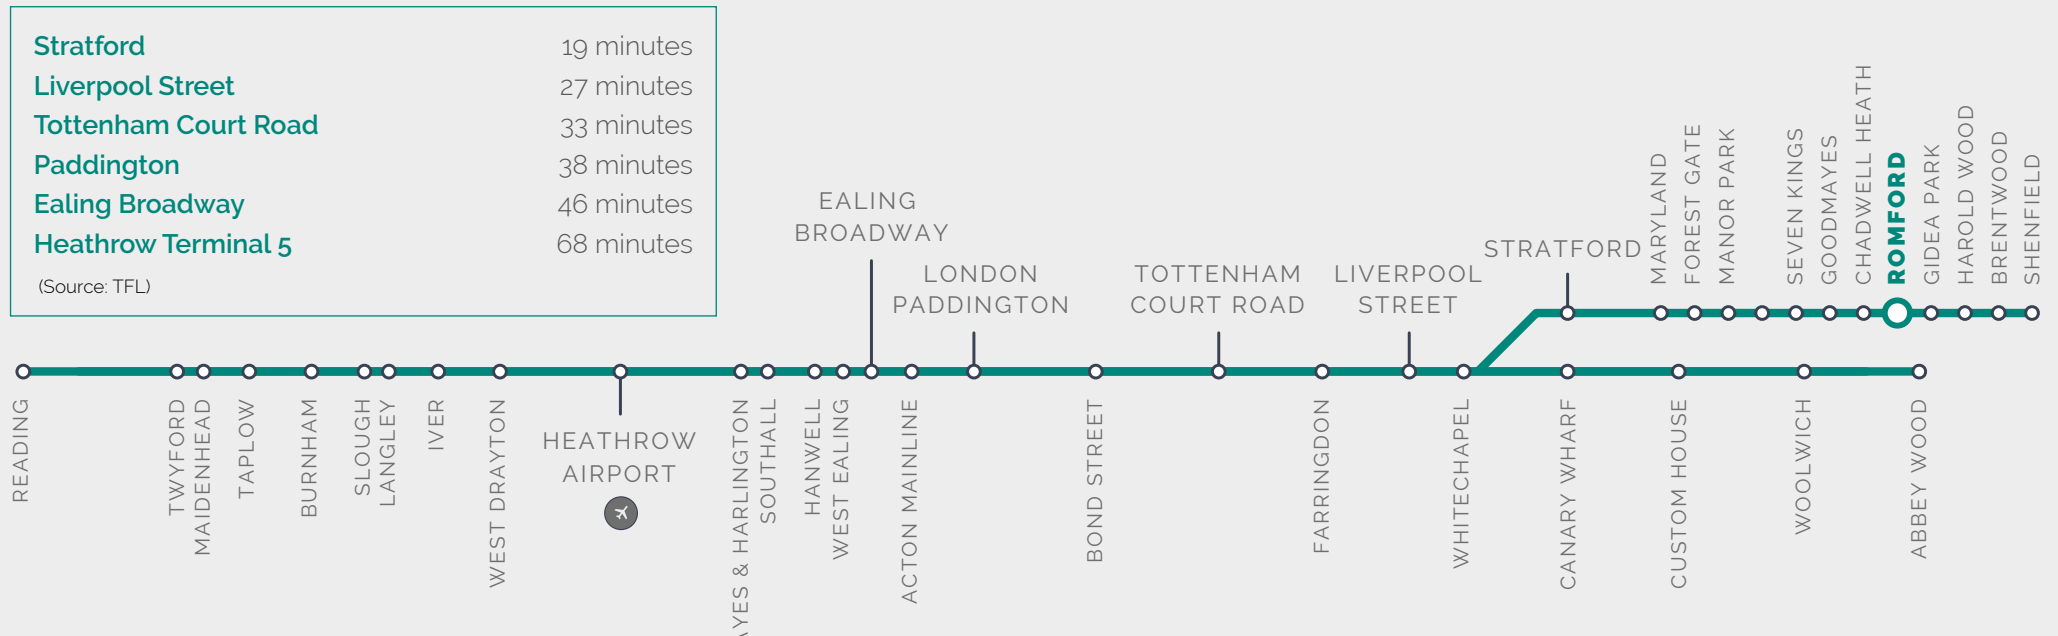 Stratford 19 minutes
Liverpool Street 27 minutes
Tottenham Court Road 33 minutes
Paddington 38 minutes
Ealing Broadway 46 minutes
Heathrow Terminal 5 68 minutes
(Source: TFL)
EALING
BROADWAY
LONDON
PADDINGTON
TOTTENHAM
COURT ROAD
LIVERPOOL
STREET
STRATFORD
MARYLAND
FOREST GATE
MANOR PARK
SEVEN KINGS
GOODMAYES
CHADWELL HEATH
ROMFORD
GIDEA PARK
HAROLD WOOD
BRENTWOOD
SHENFIELD
READING
TWYFORD
MAIDENHEAD
TAPLOW
BURNHAM
SLOUGH
LANGLEY
IVER
WEST DRAYTON
HEATHROW
AIRPORT
AYES & HARLINGTON
SOUTHALL
HANWELL
WEST EALING
ACTON MAINLINE
BOND STREET
FARRINGDON
WHITECHAPEL
CANARY WHARF
CUSTOM HOUSE
WOOLWICH
ABBEY WOOD